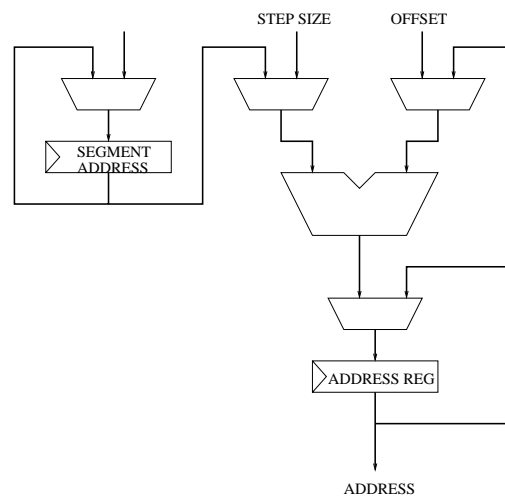 STEP SIZE
OFFSET
SEGMENT
ADDRESS
ADDRESS REG
ADDRESS